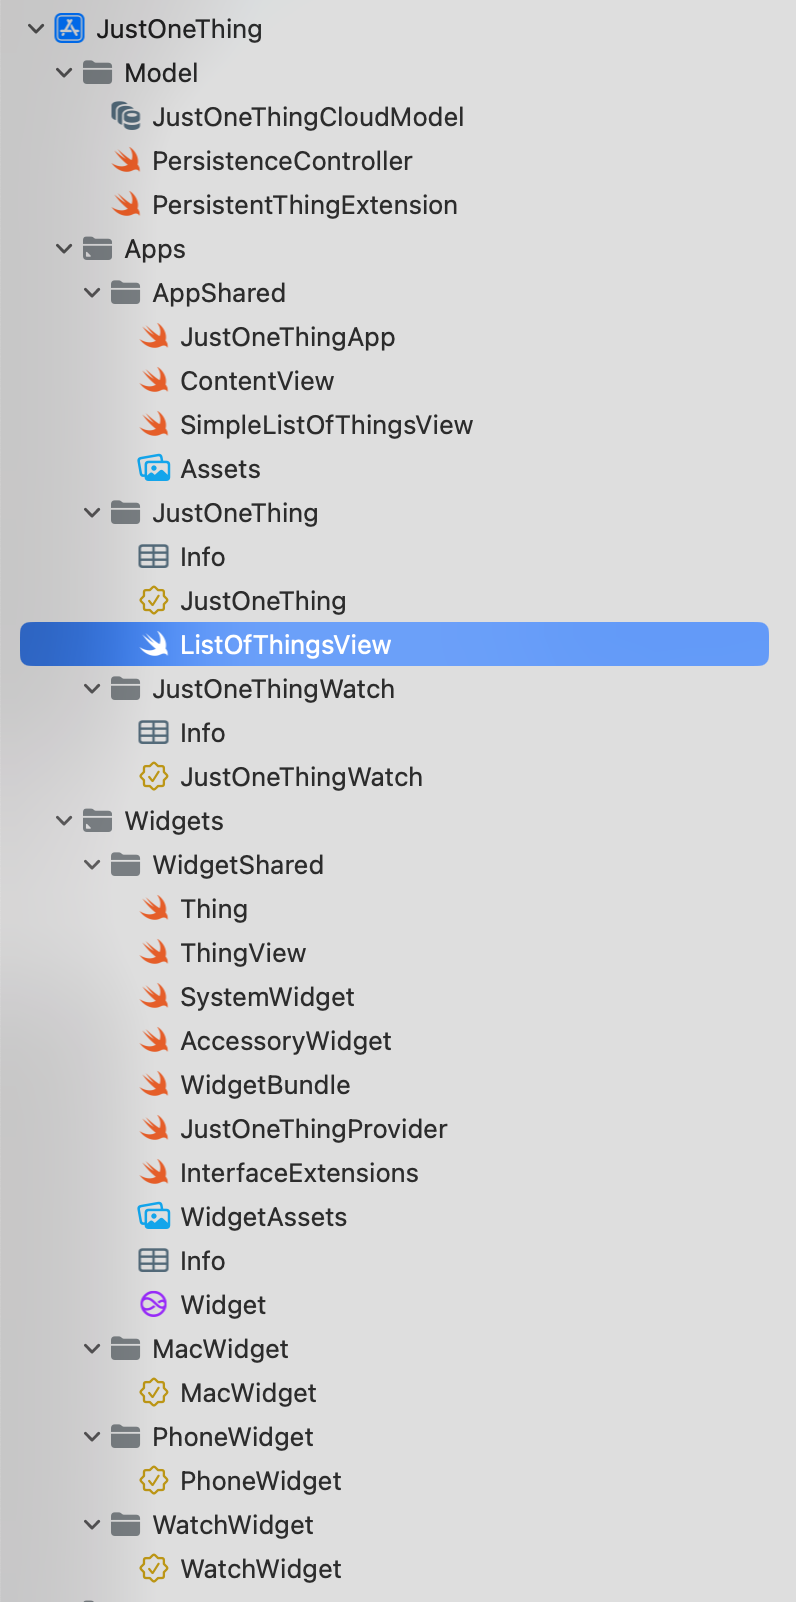 JustOneThing
Model
JustOneThingCloudModel
PersistenceController
PersistentThingExtension
Apps
AppShared
JustOneThingApp
ContentView
SimpleListOfThingsView
Assets
JustOneThing
Info
JustOneThing
ListOfThingsView
JustOneThingWatch
Info
JustOneThingWatch
Widgets
WidgetShared
Thing
ThingView
SystemWidget
AccessoryWidget
WidgetBundle
JustOneThingProvider
InterfaceExtensions
WidgetAssets
Info
Widget
MacWidget
MacWidget
PhoneWidget
PhoneWidget
WatchWidget
WatchWidget